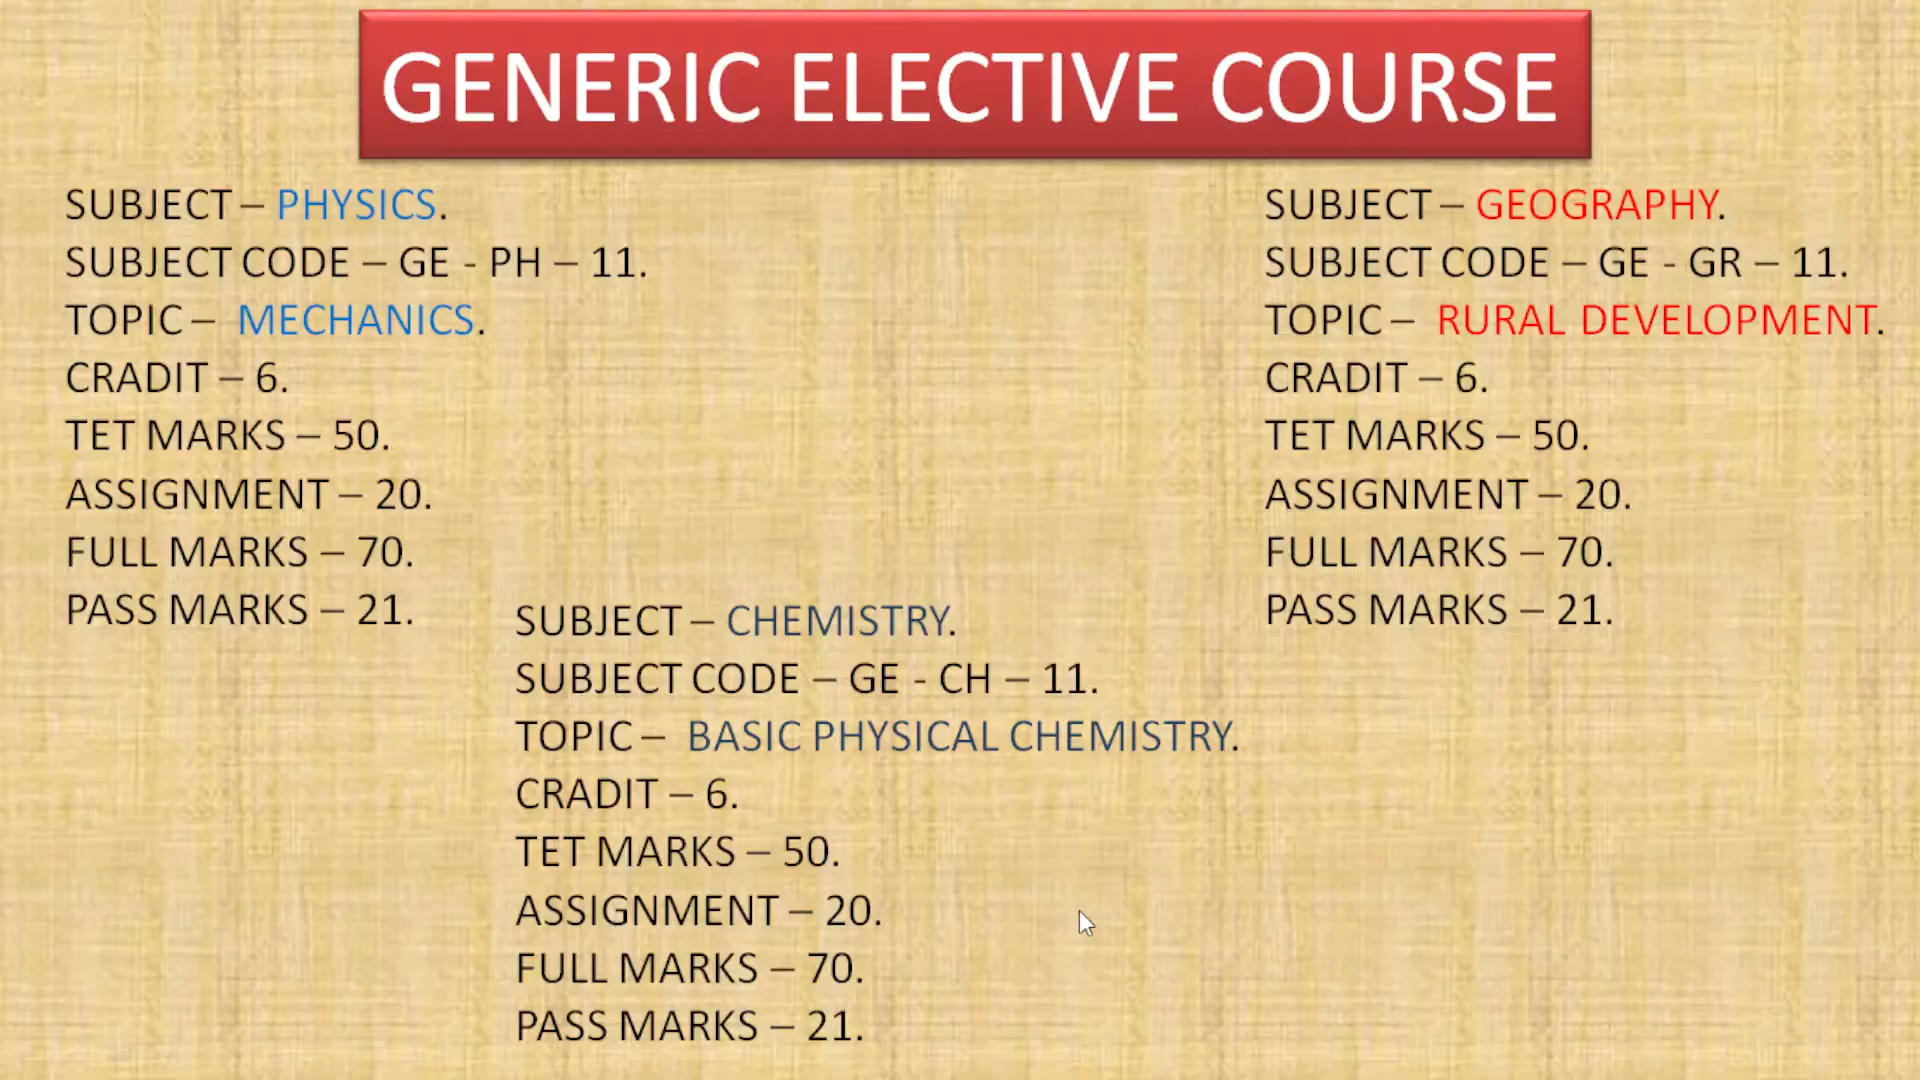 GENERIC ELECTIVE COURSE
SUBJECT – PHYSICS.
SUBJECT CODE – GE - PH – 11.
TOPIC – MECHANICS.
CRADIT – 6.
TET MARKS – 50.
ASSIGNMENT – 20.
FULL MARKS – 70.
PASS MARKS – 21.
SUBJECT – CHEMISTRY.
SUBJECT CODE – GE - CH – 11.
TOPIC – BASIC PHYSICAL CHEMISTRY.
CRADIT – 6.
TET MARKS – 50.
ASSIGNMENT – 20.
FULL MARKS – 70.
PASS MARKS – 21.
SUBJECT – GEOGRAPHY.
SUBJECT CODE – GE - GR – 11.
TOPIC – RURAL DEVELOPMENT.
CRADIT – 6.
TET MARKS – 50.
ASSIGNMENT – 20.
FULL MARKS – 70.
PASS MARKS – 21.